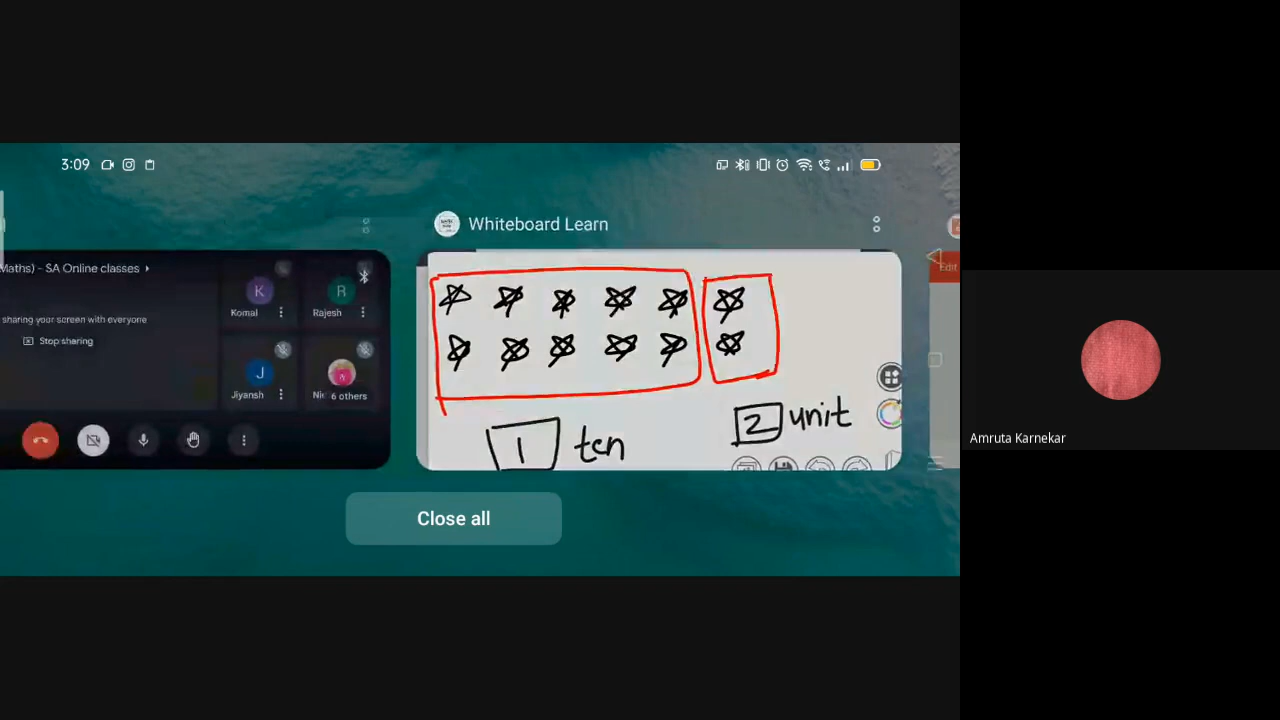 3:09
Whiteboard Learn
Maths) - SA Online classes
sharing your screen with everyone
Stop sharing
K
Komal
R
Rajesh
J
Jiyansh
6 others
Edit
1 ten
2 unit
Close all
Amruta Karnekar